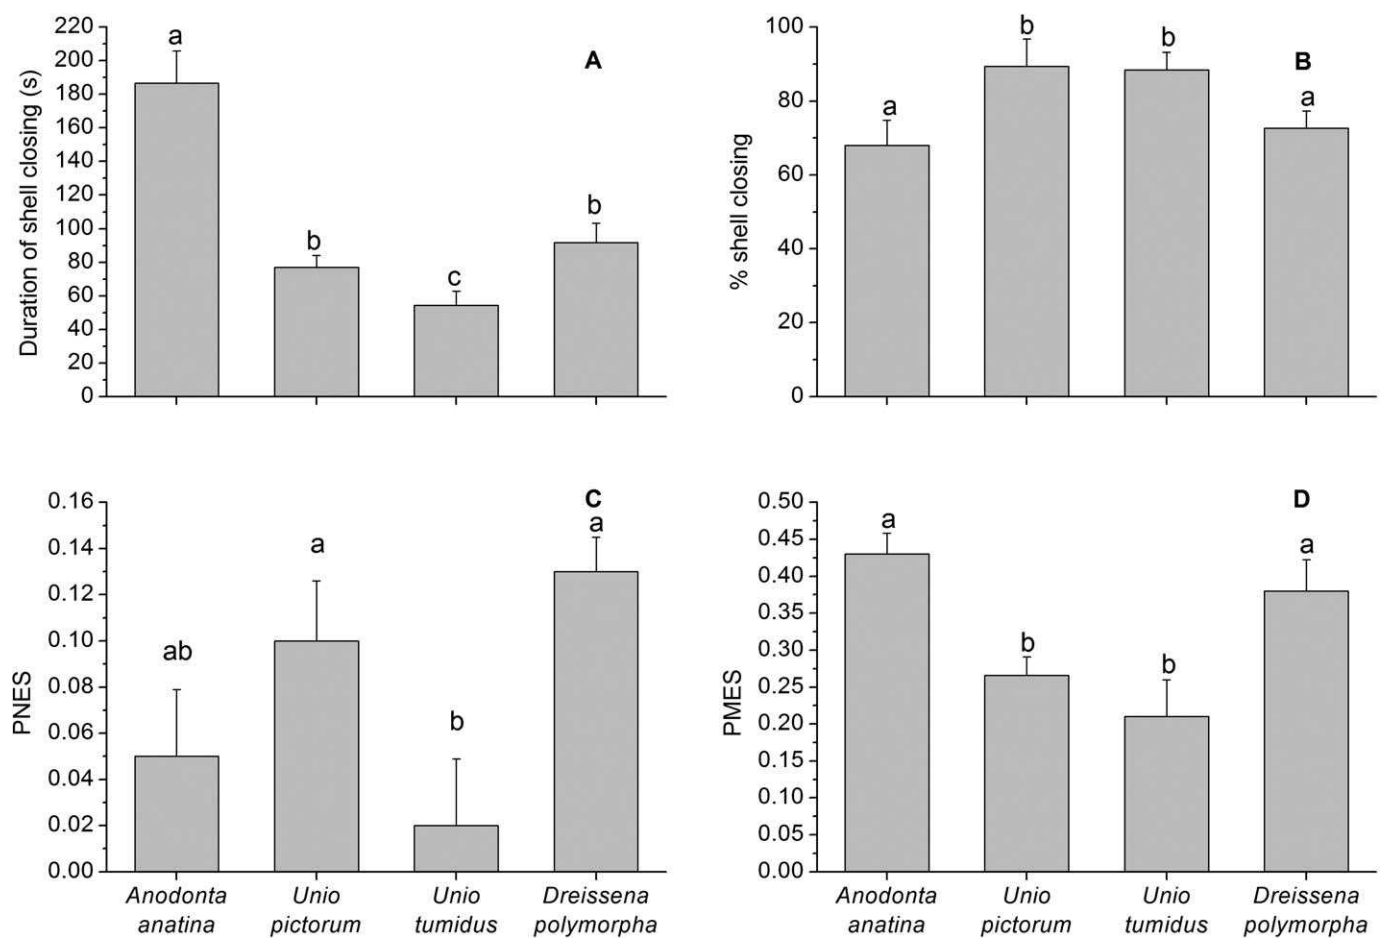 Duration of shell closing (s)
220
200
180
160
140
120
100
80
60
40
20
0
a
b
c
b
A
% shell closing
100
80
60
40
20
0
a
b
b
a
B
PNES
0.16
0.14
0.12
0.10
0.08
0.06
0.04
0.02
0.00
ab
a
b
a
C
Anodonta
anatina
Unio
pictorum
Unio
tumidus
Dreissena
polymorpha
PMES
0.50
0.45
0.40
0.35
0.30
0.25
0.20
0.15
0.10
0.05
0.00
a
b
b
a
D
Anodonta
anatina
Unio
pictorum
Unio
tumidus
Dreissena
polymorpha